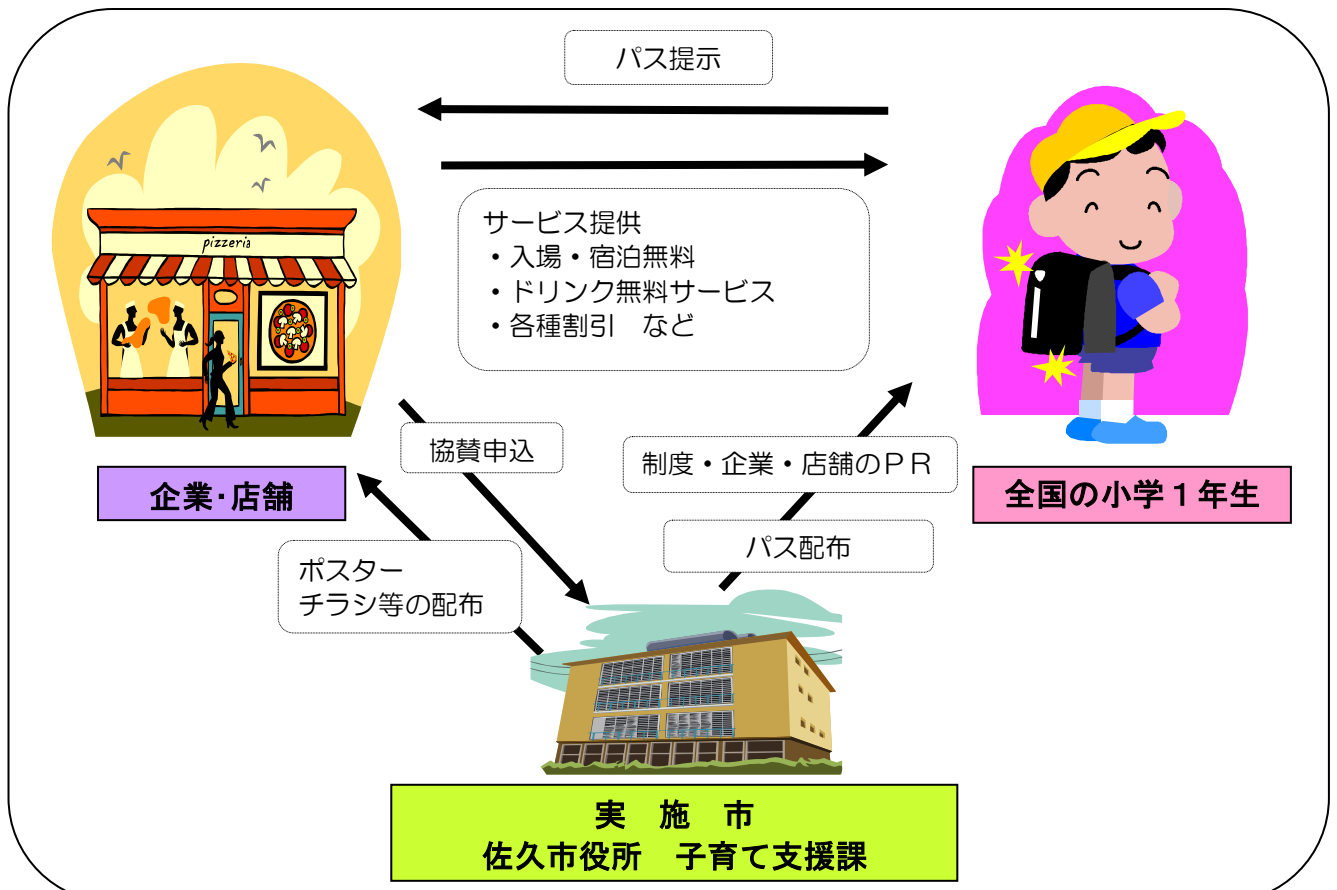 パス提示
サービス提供
・入場・宿泊無料
・ドリンク無料サービス
・各種割引　など
pizzeria
協賛申込
制度・企業・店舗のＰＲ
企業・店舗
全国の小学１年生
パス配布
ポスター
チラシ等の配布
実　施　市
佐久市役所　子育て支援課